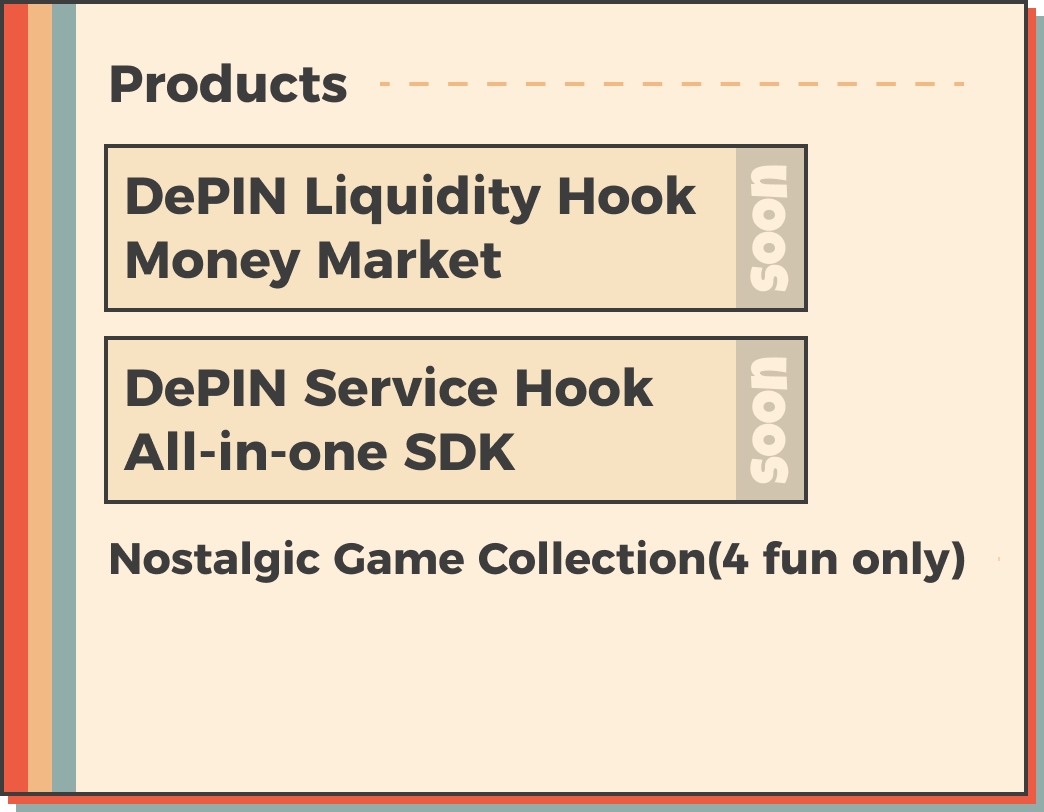 Products
DePIN Liquidity Hook
Money Market
soon
DePIN Service Hook
All-in-one SDK
soon
Nostalgic Game Collection(4 fun only)